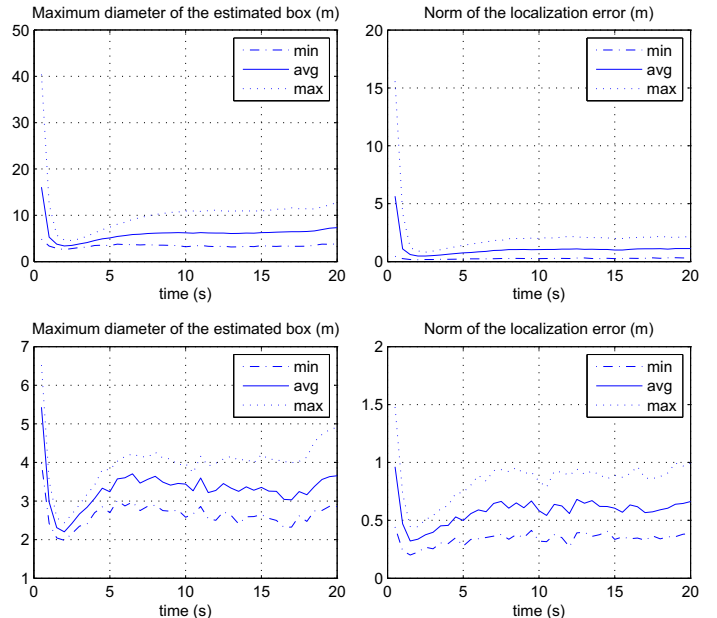 Maximum diameter of the estimated box (m)
50
40
30
20
10
0
0 5 10 15 20
time (s)
min
avg
max
Norm of the localization error (m)
20
15
10
5
0
0 5 10 15 20
time (s)
min
avg
max
Maximum diameter of the estimated box (m)
7
6
5
4
3
2
1
0 5 10 15 20
time (s)
min
avg
max
Norm of the localization error (m)
2
1.5
1
0.5
0
0 5 10 15 20
time (s)
min
avg
max